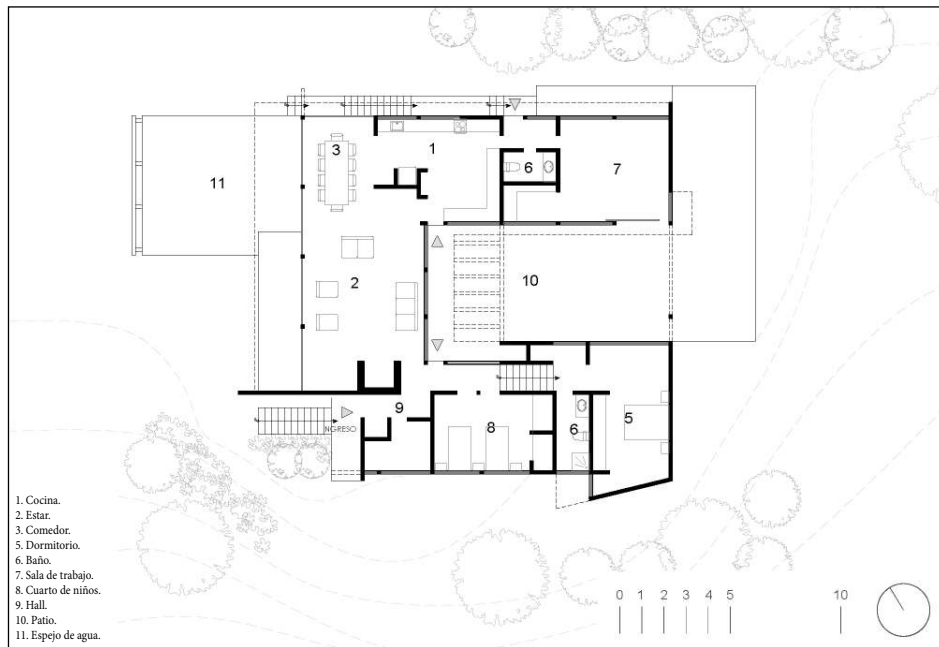 3
1
6
7
11
2
10
9
NGRESO
8
6
5
1. Cocina.
2. Estar.
3. Comedor.
5. Dormitorio.
6. Baño.
7. Sala de trabajo.
8. Cuarto de niños.
9. Hall.
10. Patio.
11. Espejo de agua.
0 1 2 3 4 5 10